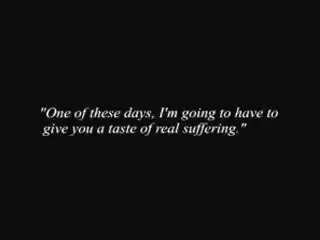 "One of these days, I'm going to have to
give you a taste of real suffering."